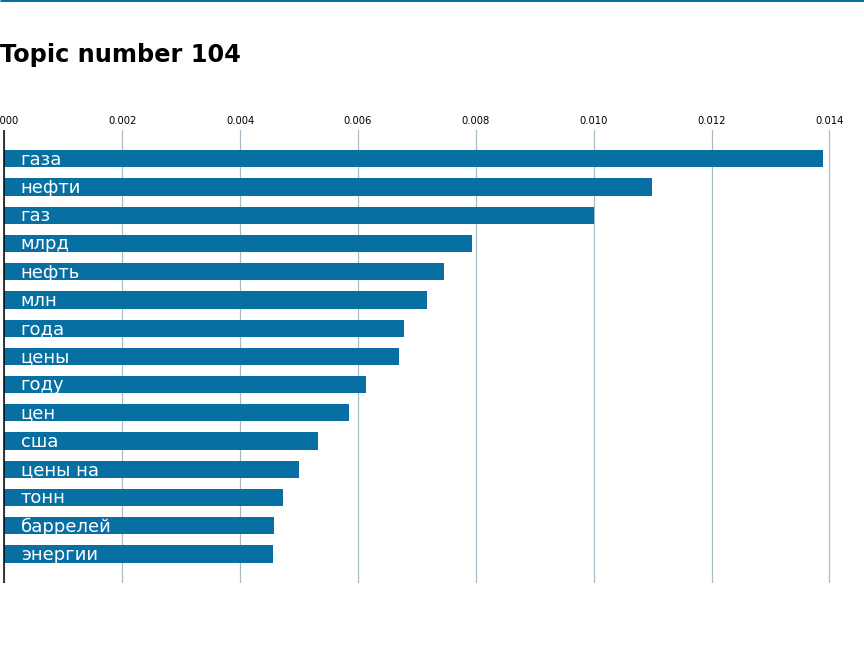 Topic number 104
000 0.002 0.004 0.006 0.008 0.010 0.012 0.014
газа
нефти
газ
млрд
нефть
млн
года
цены
году
цен
сша
цены на
тонн
баррелей
энергии